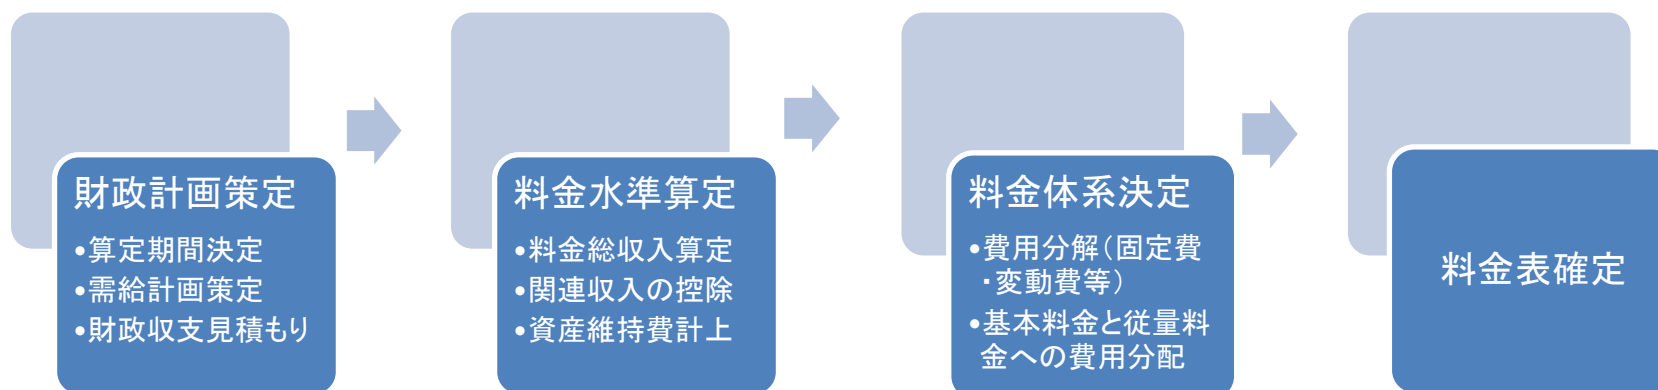 財政計画策定
•算定期間決定
•需給計画策定
•財政収支見積もり
料金水準算定
•料金総収入算定
•関連収入の控除
•資産維持費計上
料金体系決定
•費用分解（固定費
・変動費等）
•基本料金と従量料
金への費用分配
料金表確定